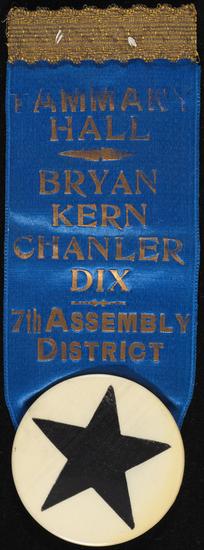 TAMMANY
HALL
BRYAN
KERN
CHANLER
DIX
7th ASSEMBLY
DISTRICT